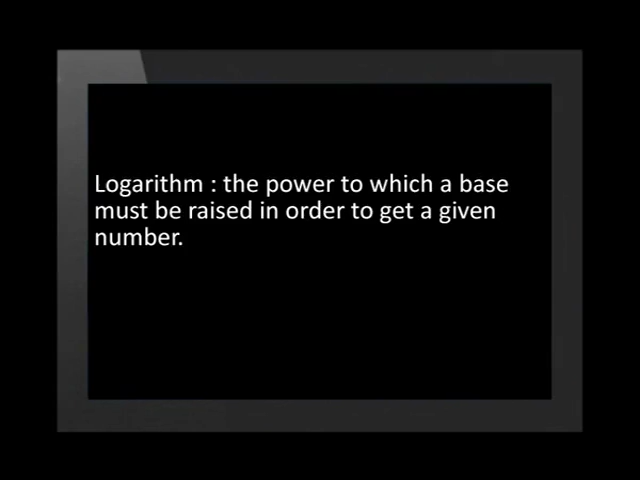 Logarithm : the power to which a base
must be raised in order to get a given
number.